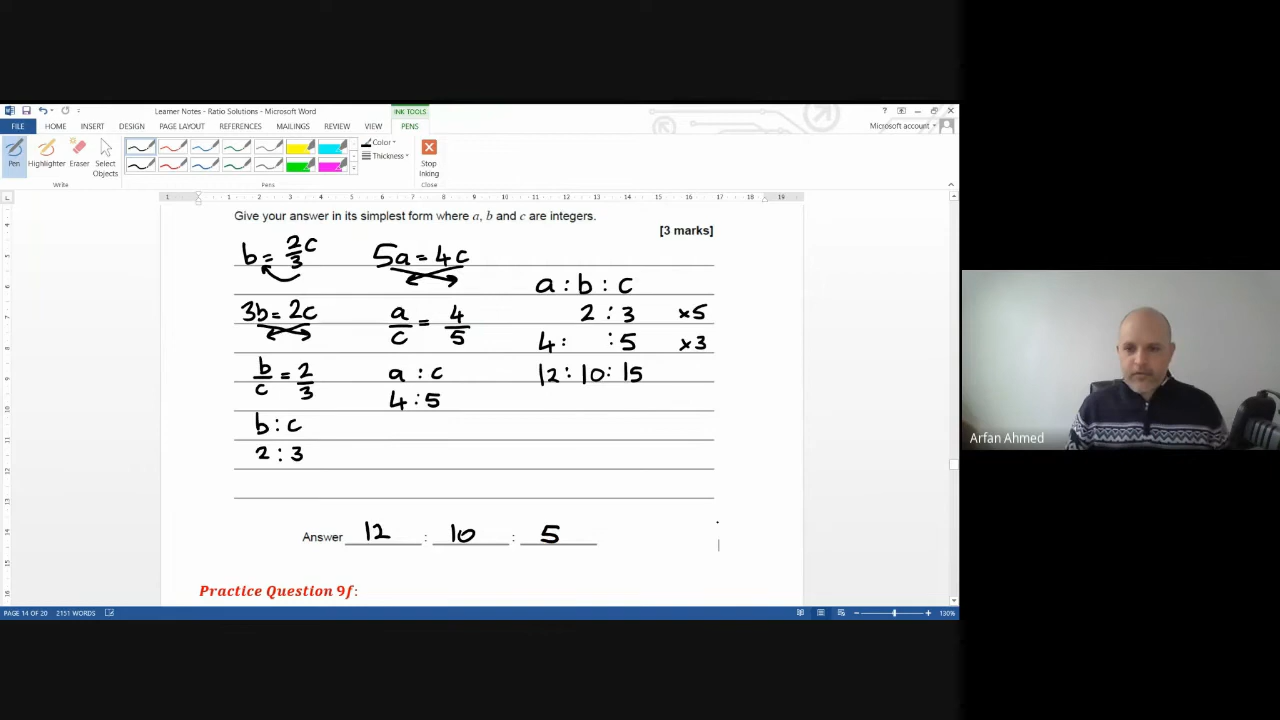 Learner Notes - Ratio Solutions - Microsoft Word
INK TOOLS
FILE HOME INSERT DESIGN PAGE LAYOUT REFERENCES MAILINGS REVIEW VIEW PENS
Microsoft account
Pen Highlighter Eraser Select Objects
Color
Thickness
Stop Inking
Write Pens Close
Give your answer in its simplest form where a, b and c are integers.
[3 marks]
b = 2/3 c
3b = 2c
b/c = 2/3
b : c
2 : 3
5a = 4c
a/c = 4/5
a : c
4 : 5
a : b : c
2 : 3 ×5
4 : : 5 ×3
12 : 10 : 15
Answer 12 : 10 : 5
Practice Question 9f:
PAGE 14 OF 20 2151 WORDS 130%
Arfan Ahmed